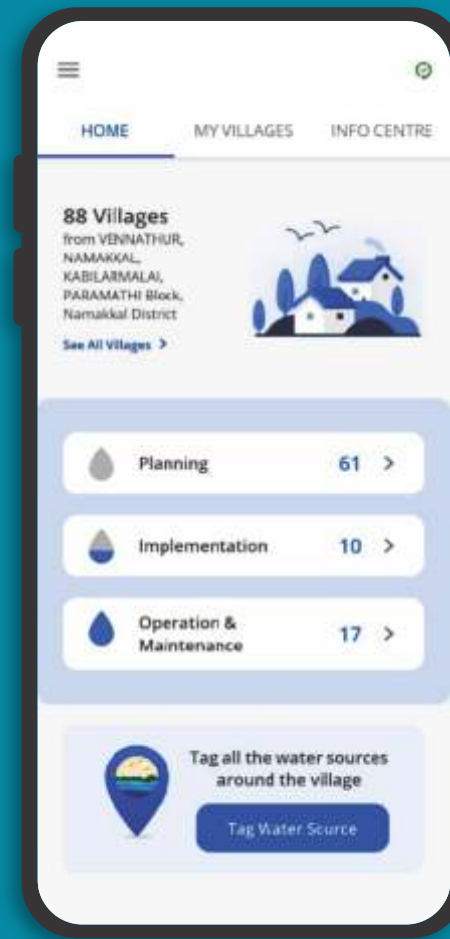 HOME MY VILLAGES INFO CENTRE
88 Villages
from VENNATHUR,
NAMAKKAL,
KABILARMALAI,
PARAMATHI Block,
Namakkal District
See All Villages >
Planning 61 >
Implementation 10 >
Operation &
Maintenance 17 >
Tag all the water sources
around the village
Tag Water Source